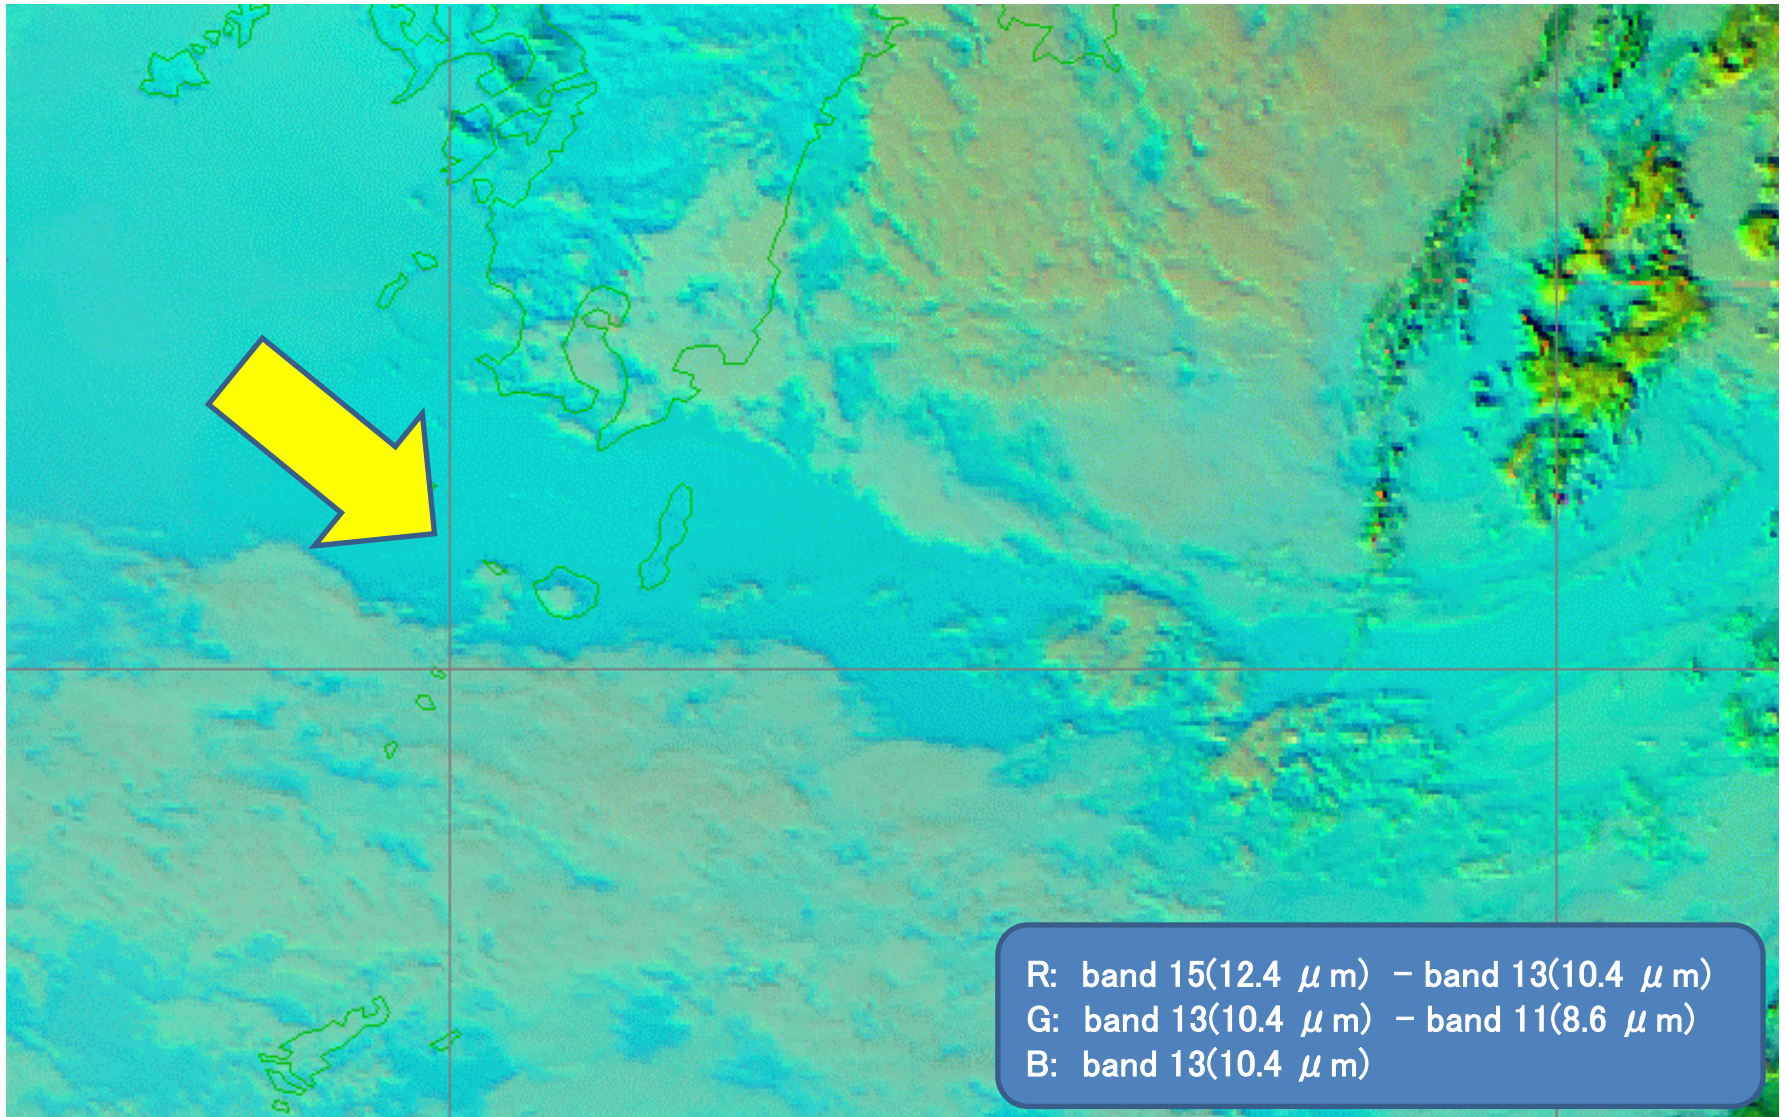 R: band 15(12.4 μm) － band 13(10.4 μm)
G: band 13(10.4 μm) － band 11(8.6 μm)
B: band 13(10.4 μm)